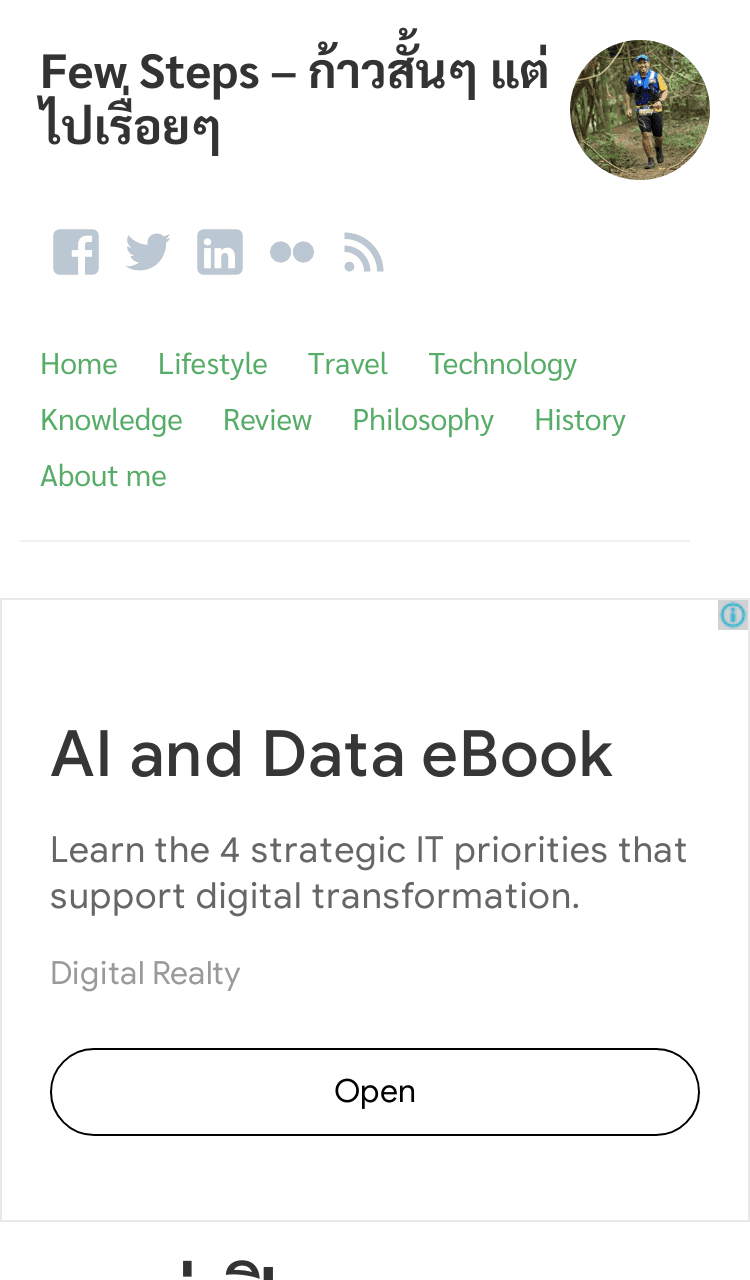 Few Steps – ก้าวสั้นๆ แต่
ไปเรื่อยๆ
Home Lifestyle Travel Technology
Knowledge Review Philosophy History
About me
AI and Data eBook
Learn the 4 strategic IT priorities that
support digital transformation.
Digital Realty
Open